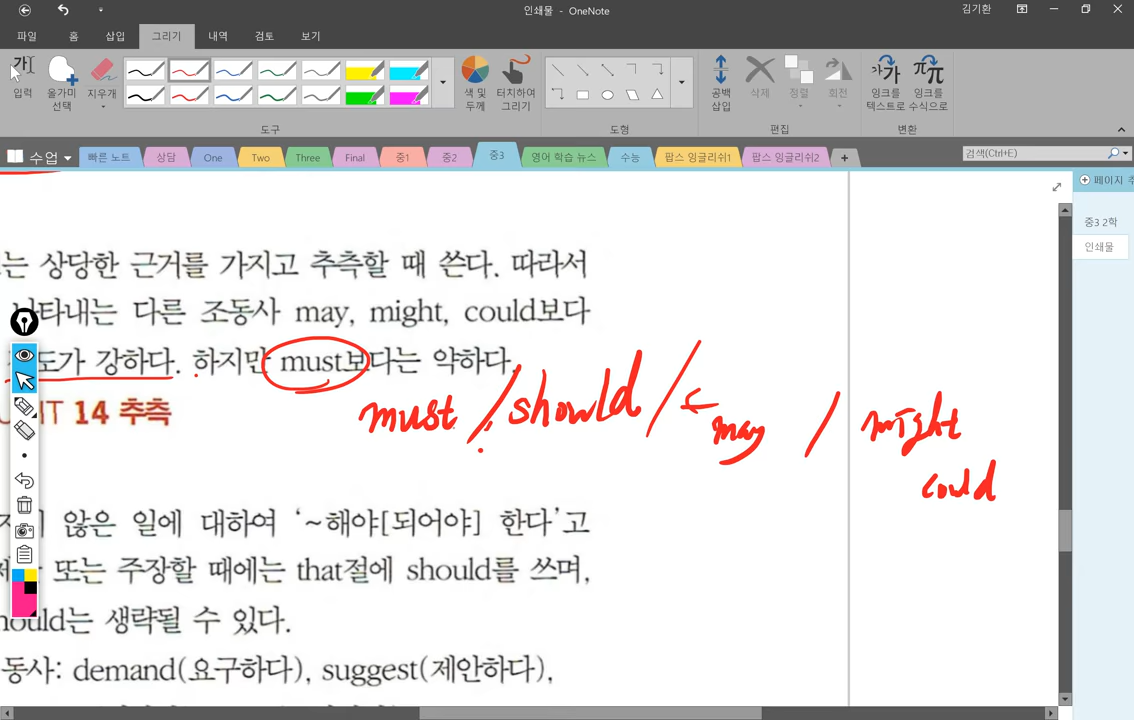 인쇄물 - OneNote
김기환
파일 홈 삽입 그리기 내역 검토 보기
가
입력
올가미
선택
지우개
색 및
두께
터치하여
그리기
공백
삽입
삭제
정렬
회전
잉크를
텍스트로
잉크를
수식으로
도구
도형
편집
변환
수업 빠른 노트 상담 One Two Three Final 중1 중2 중3 영어 학습 뉴스 수능 팝스 잉글리쉬1 팝스 잉글리쉬2
검색(Ctrl+E)
페이지
중3 2학
인쇄물
는 상당한 근거를 가지고 추측할 때 쓴다. 따라서
나타내는 다른 조동사 may, might, could보다
도가 강하다. 하지만 must보다는 약하다.
must / should / ← may / might
could
14 추측
않은 일에 대하여 '~해야[되어야] 한다'고
또는 주장할 때에는 that절에 should를 쓰며,
should는 생략될 수 있다.
동사: demand(요구하다), suggest(제안하다),